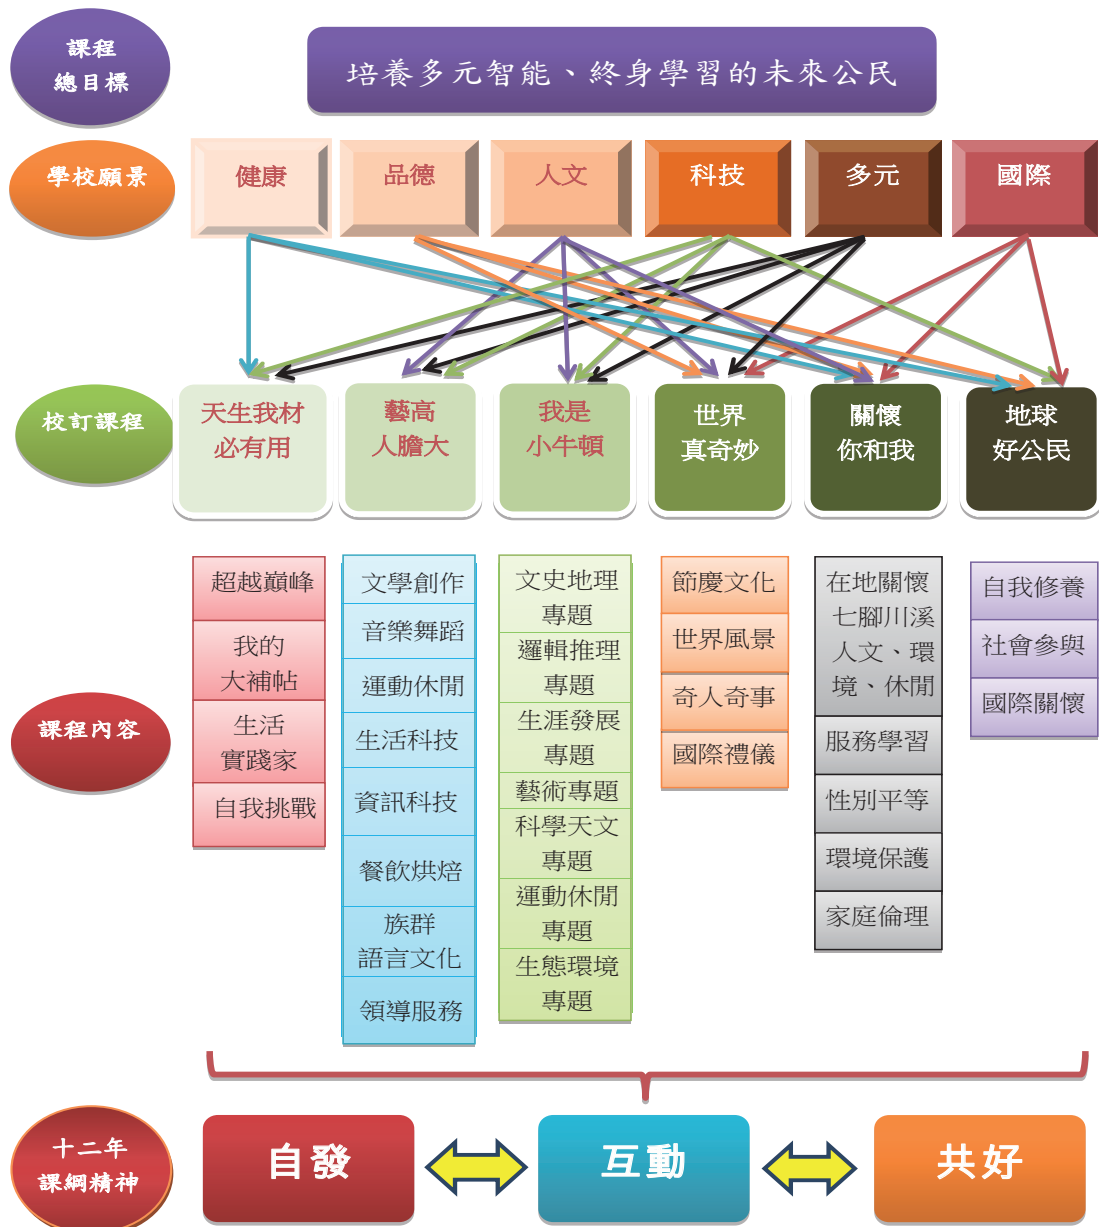 課程
總目標
培養多元智能、終身學習的未來公民
學校願景
健康
品德
人文
科技
多元
國際
校訂課程
天生我材
必有用
藝高
人膽大
我是
小牛頓
世界
真奇妙
關懷
你和我
地球
好公民
課程內容
超越巔峰
我的
大補帖
生活
實踐家
自我挑戰
文學創作
音樂舞蹈
運動休閒
生活科技
資訊科技
餐飲烘焙
族群
語言文化
領導服務
文史地理
專題
邏輯推理
專題
生涯發展
專題
藝術專題
科學天文
專題
運動休閒
專題
生態環境
專題
節慶文化
世界風景
奇人奇事
國際禮儀
在地關懷
七腳川溪
人文、環
境、休閒
服務學習
性別平等
環境保護
家庭倫理
自我修養
社會參與
國際關懷
十二年
課綱精神
自發
互動
共好